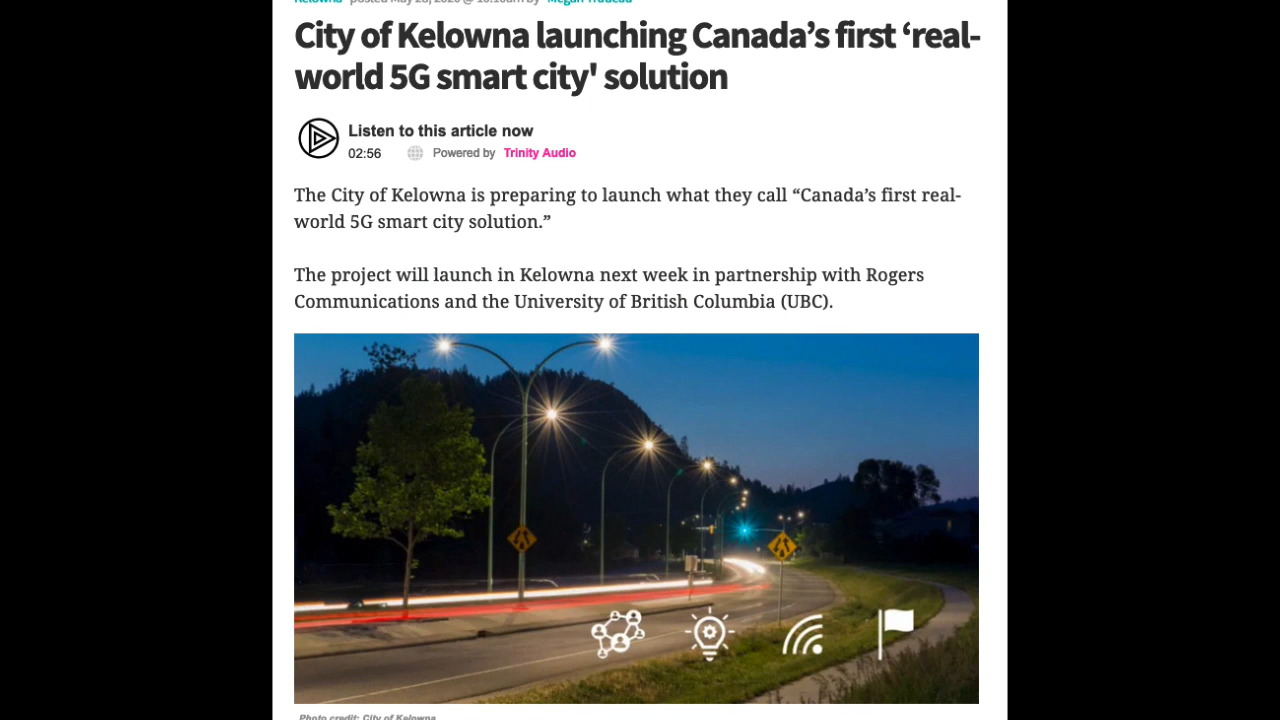 City of Kelowna launching Canada’s first ‘real-
world 5G smart city' solution
Listen to this article now
02:56 Powered by Trinity Audio
The City of Kelowna is preparing to launch what they call “Canada’s first real-
world 5G smart city solution.”
The project will launch in Kelowna next week in partnership with Rogers
Communications and the University of British Columbia (UBC).
Photo credit: City of Kelowna